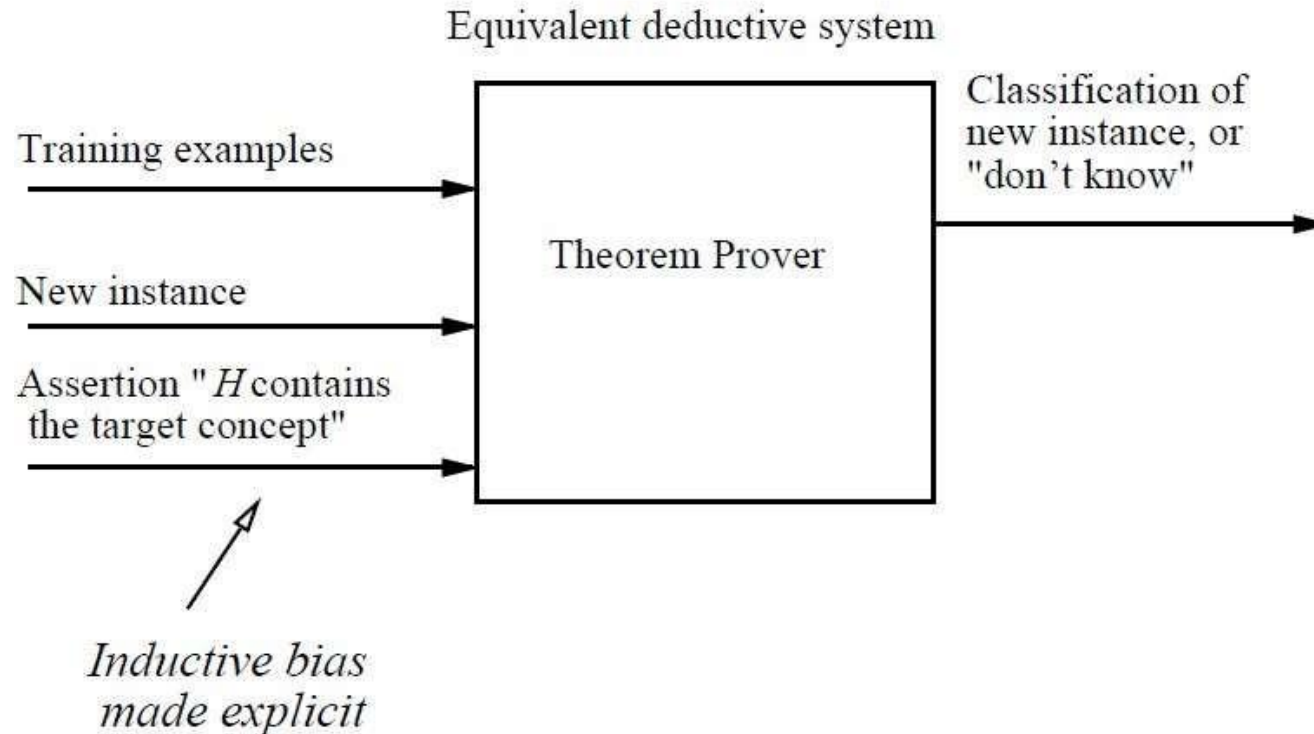 Equivalent deductive system
Training examples
New instance
Assertion " H contains
the target concept"
Inductive bias
made explicit
Theorem Prover
Classification of
new instance, or
"don't know"